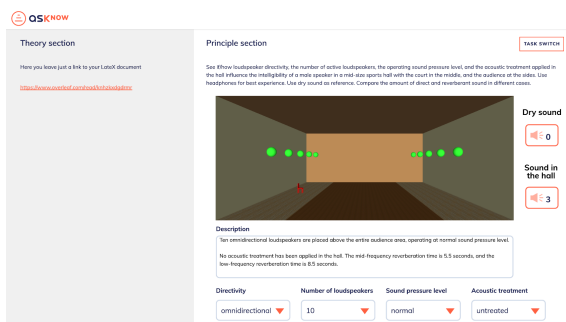 ASKNOW
Theory section
Here you leave just a link to your LateX document
Principle section
TASK SWITCH
See if/how loudspeaker directivity, the number of active loudspeakers, the operating sound pressure level, and the acoustic treatment applied in
the hall influence the intelligibility of a male speaker in a mid-size sports hall with the court in the middle, and the audience at the sides. Use
headphones for best experience. Use dry sound as reference. Compare the amount of direct and reverberant sound in different cases.
Dry sound
0
Sound in
the hall
3
Description
Ten omnidirectional loudspeakers are placed above the entire audience area, operating at normal sound pressure level.
No acoustic treatment has been applied in the hall. The mid-frequency reverberation time is 5.5 seconds, and the
low-frequency reverberation time is 8.5 seconds.
Directivity
Number of loudspeakers
Sound pressure level
Acoustic treatment
omnidirectional
10
normal
untreated